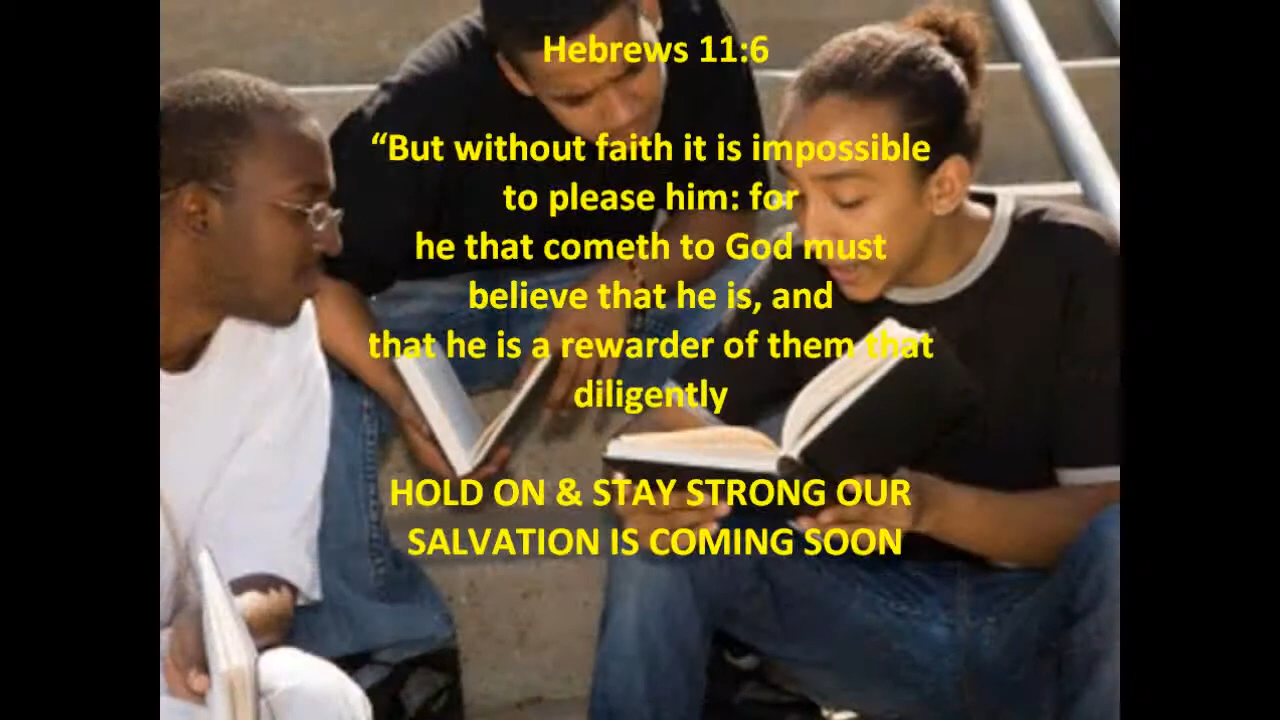 Hebrews 11:6
“But without faith it is impossible
to please him: for
he that cometh to God must
believe that he is, and
that he is a rewarder of them that
diligently
HOLD ON & STAY STRONG OUR
SALVATION IS COMING SOON